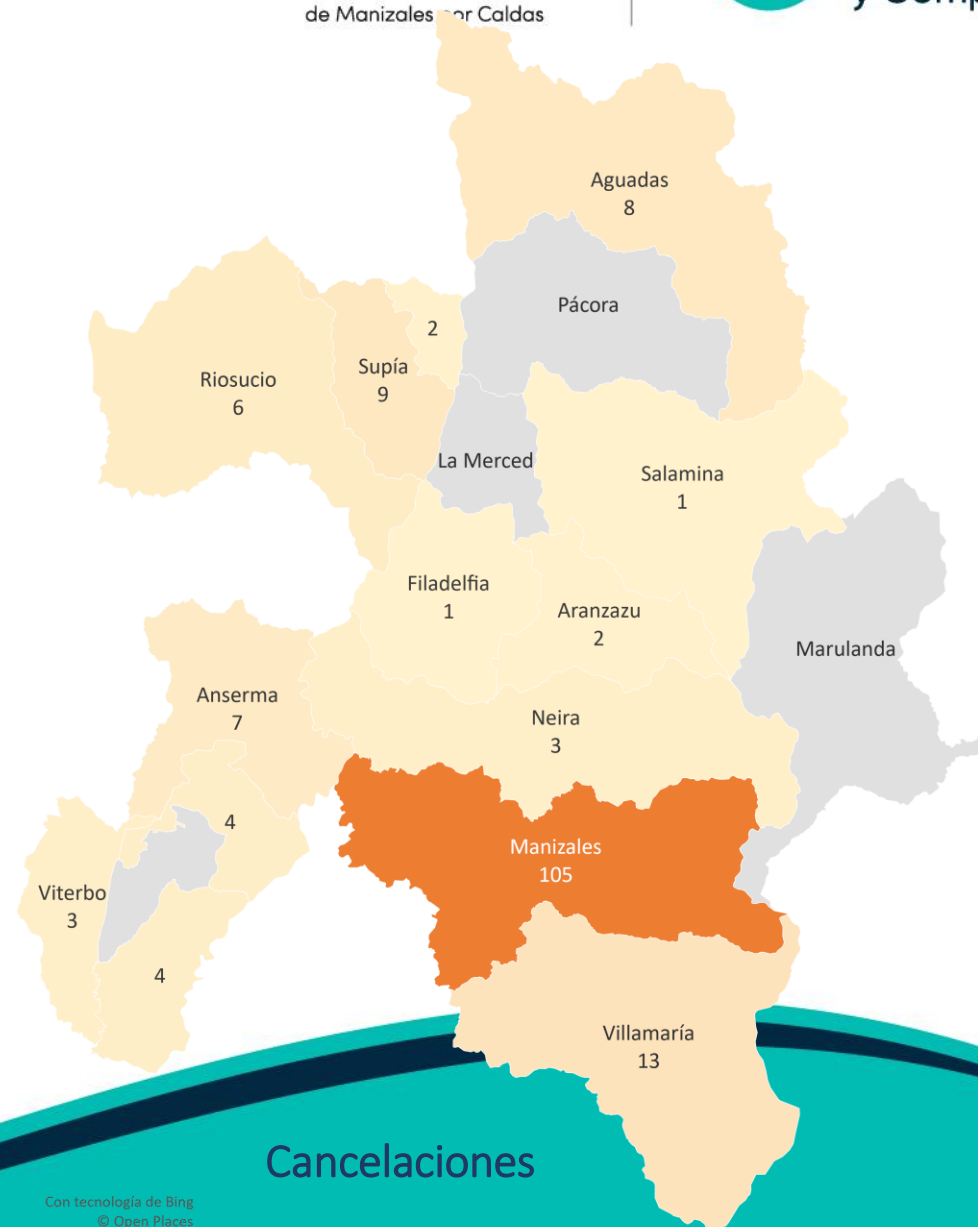 de Manizales por Caldas
Aguadas
8
Pácora
2
Supía
9
Riosucio
6
La Merced
Salamina
1
Filadelfia
1
Aranzazu
2
Marulanda
Anserma
7
Neira
3
4
Manizales
105
Viterbo
3
4
Villamaría
13
Cancelaciones
Con tecnología de Bing
© Open Places